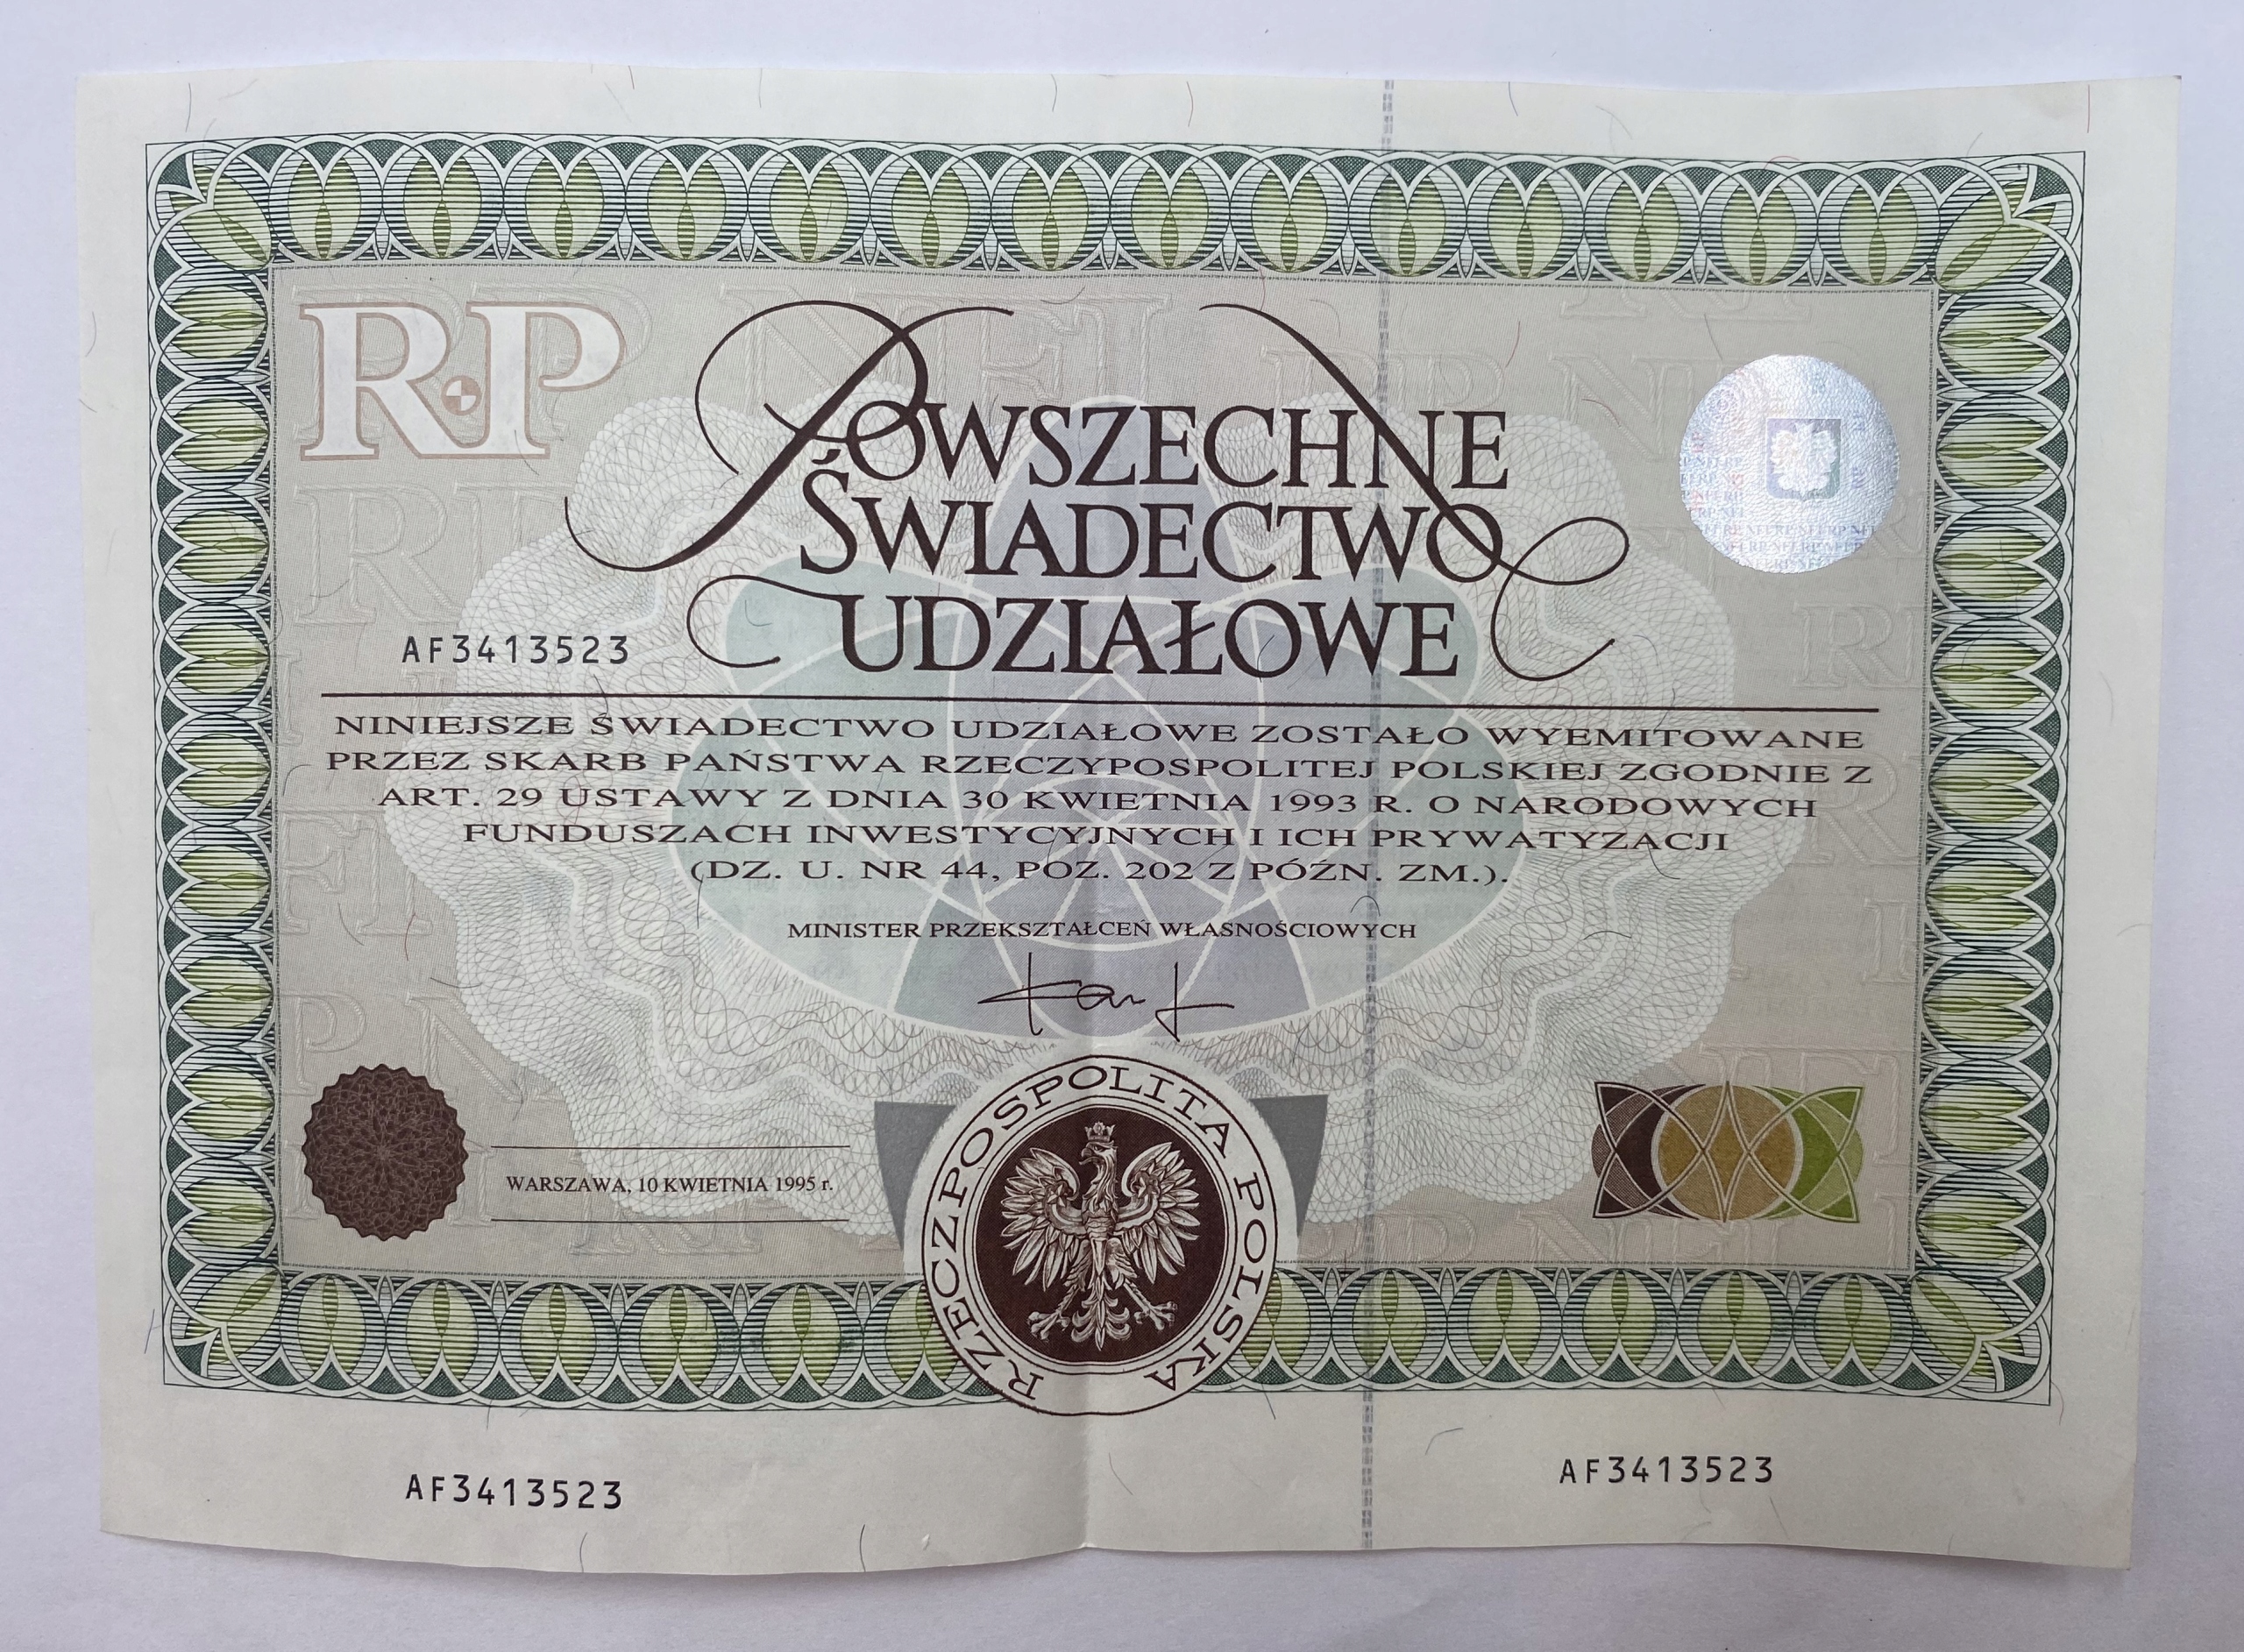 RP
POWSZECHNE
ŚWIADECTWO
UDZIAŁOWE
AF3413523
NINIEJSZE ŚWIADECTWO UDZIAŁOWE ZOSTAŁO WYEMITOWANE
PRZEZ SKARB PAŃSTWA RZECZYPOSPOLITEJ POLSKIEJ ZGODNIE Z
ART. 29 USTAWY Z DNIA 30 KWIETNIA 1993 R. O NARODOWYCH
FUNDUSZACH INWESTYCYJNYCH I ICH PRYWATYZACJI
(DZ. U. NR 44, POZ. 202 Z PÓŹN. ZM.).
MINISTER PRZEKSZTAŁCEŃ WŁASNOŚCIOWYCH
RZECZPOSPOLITA POLSKA
WARSZAWA, 10 KWIETNIA 1995 r.
AF3413523
AF3413523